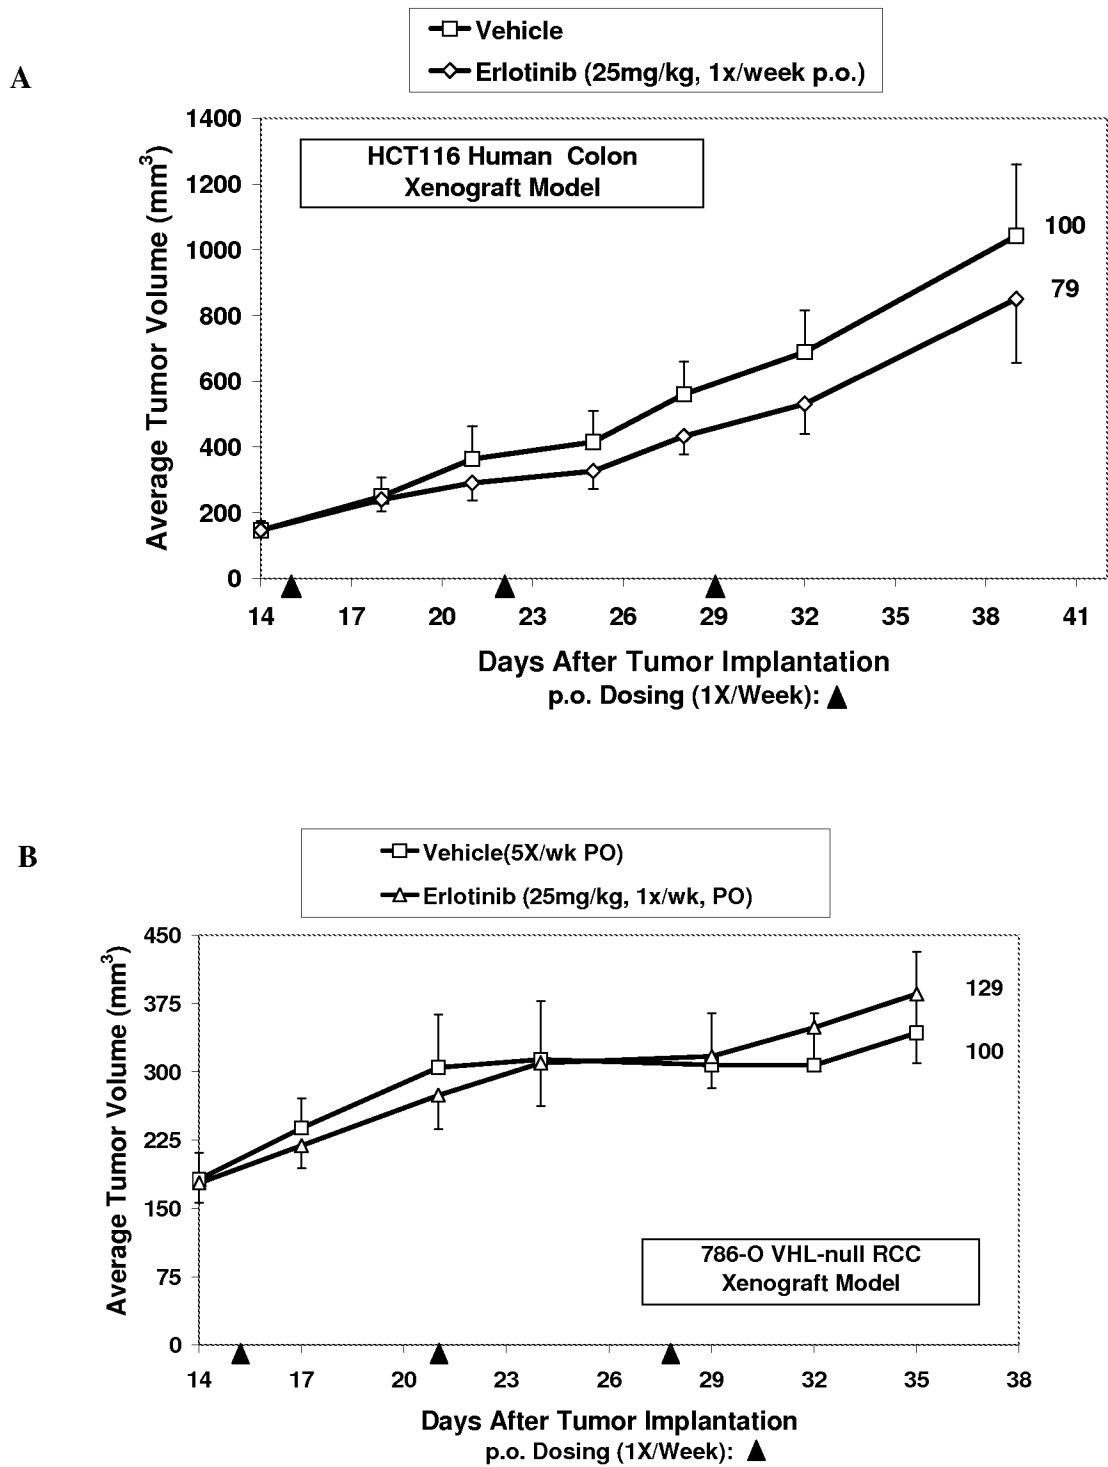 Vehicle
A
Erlotinib (25mg/kg, 1x/week p.o.)
1400
HCT116 Human Colon
Xenograft Model
1200
1000
800
600
400
200
0
Average Tumor Volume (mm³)
100
79
14 17 20 23 26 29 32 35 38 41
Days After Tumor Implantation
p.o. Dosing (1X/Week):
B
Vehicle(5X/wk PO)
Erlotinib (25mg/kg, 1x/wk, PO)
450
375
300
225
150
75
0
Average Tumor Volume (mm³)
129
100
786-O VHL-null RCC
Xenograft Model
14 17 20 23 26 29 32 35 38
Days After Tumor Implantation
p.o. Dosing (1X/Week):